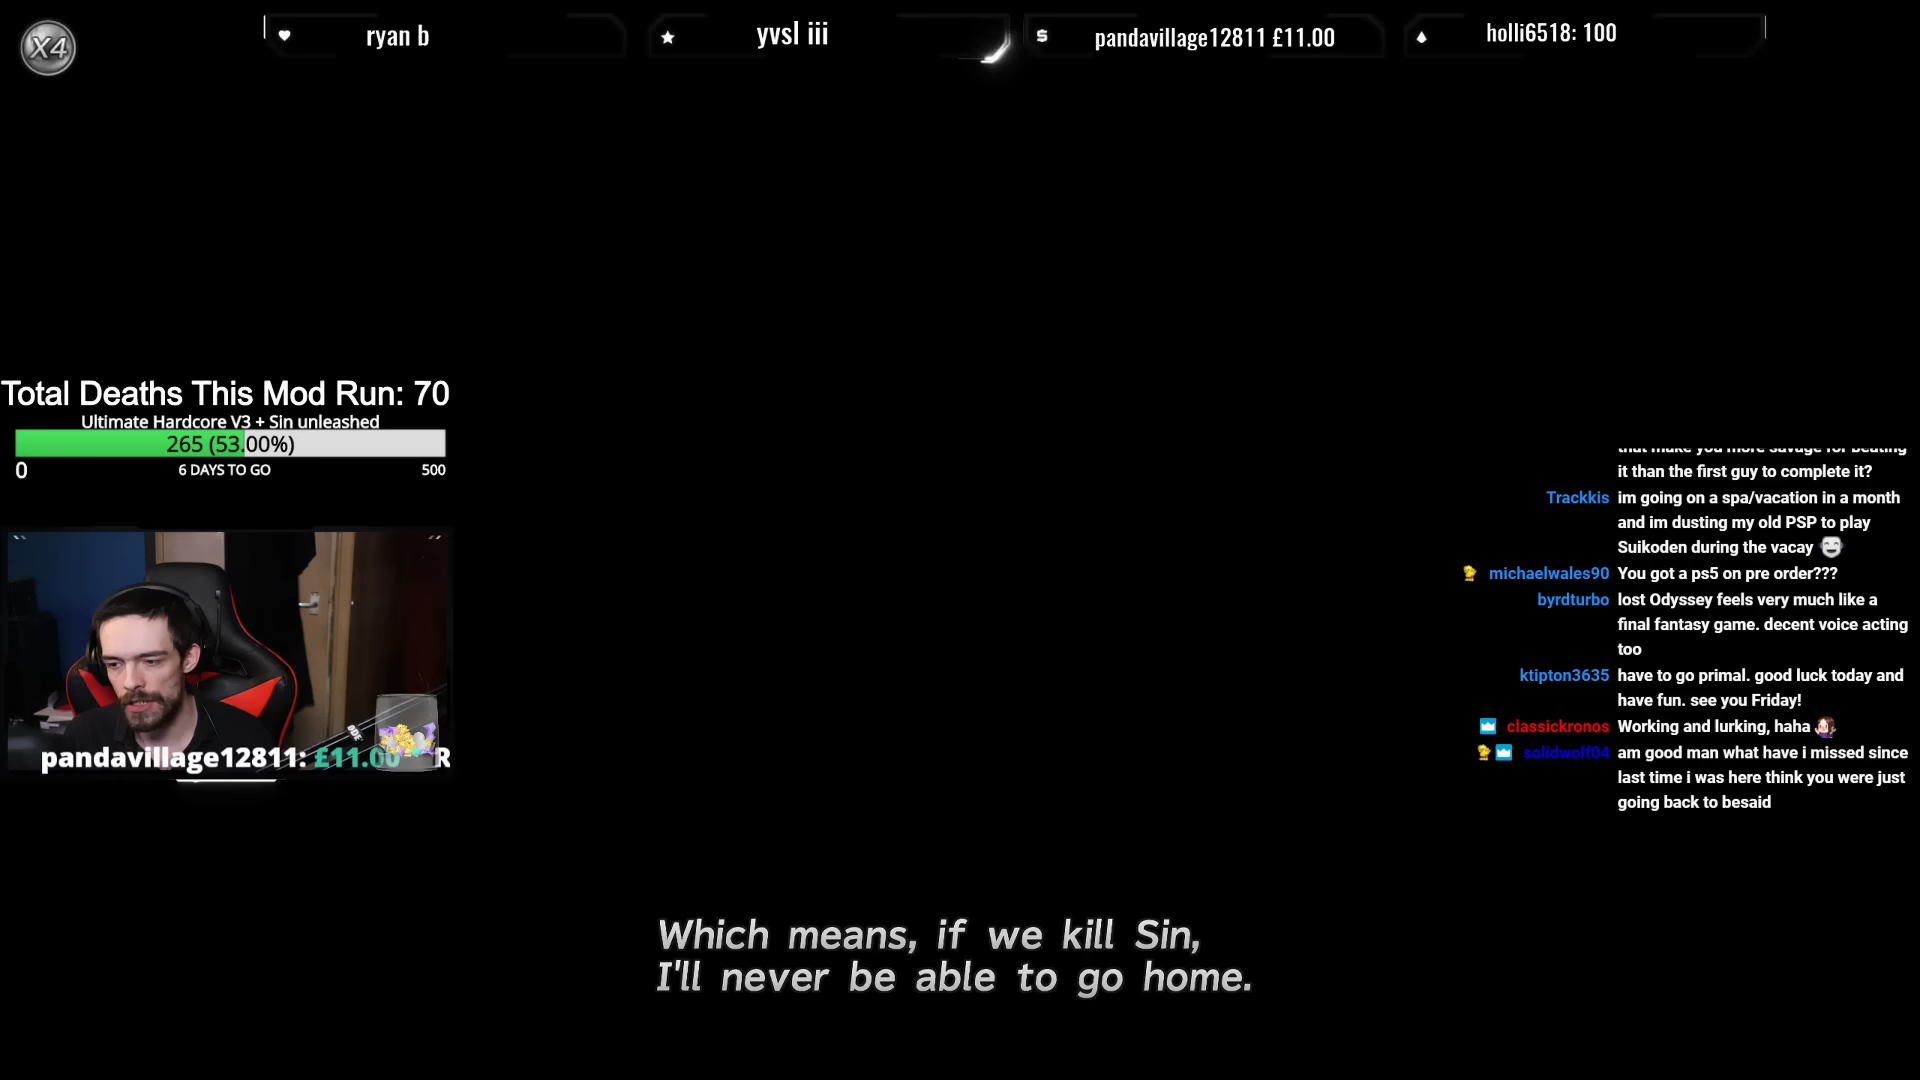 X4
ryan b
yvsl iii
pandavillage12811 £11.00
holli6518: 100
Total Deaths This Mod Run: 70
Ultimate Hardcore V3 + Sin unleashed
265 (53.00%)
0 6 DAYS TO GO 500
pandavillage12811: £11.00 R
that make you more savage for beating
it than the first guy to complete it?
Trackkis im going on a spa/vacation in a month
and im dusting my old PSP to play
Suikoden during the vacay
michaelwales90 You got a ps5 on pre order???
byrdturbo lost Odyssey feels very much like a
final fantasy game. decent voice acting
too
ktipton3635 have to go primal. good luck today and
have fun. see you Friday!
classickronos Working and lurking, haha
solidwolf04 am good man what have i missed since
last time i was here think you were just
going back to besaid
Which means, if we kill Sin,
I'll never be able to go home.